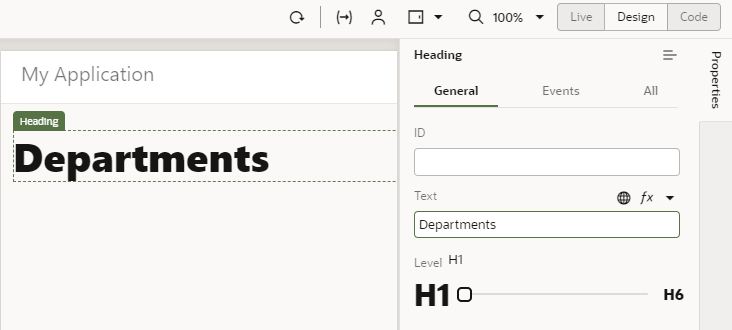 100% Live Design Code
My Application
Heading
Departments
Heading
General Events All
ID
Text fx
Departments
Level H1
H1 H6
Properties